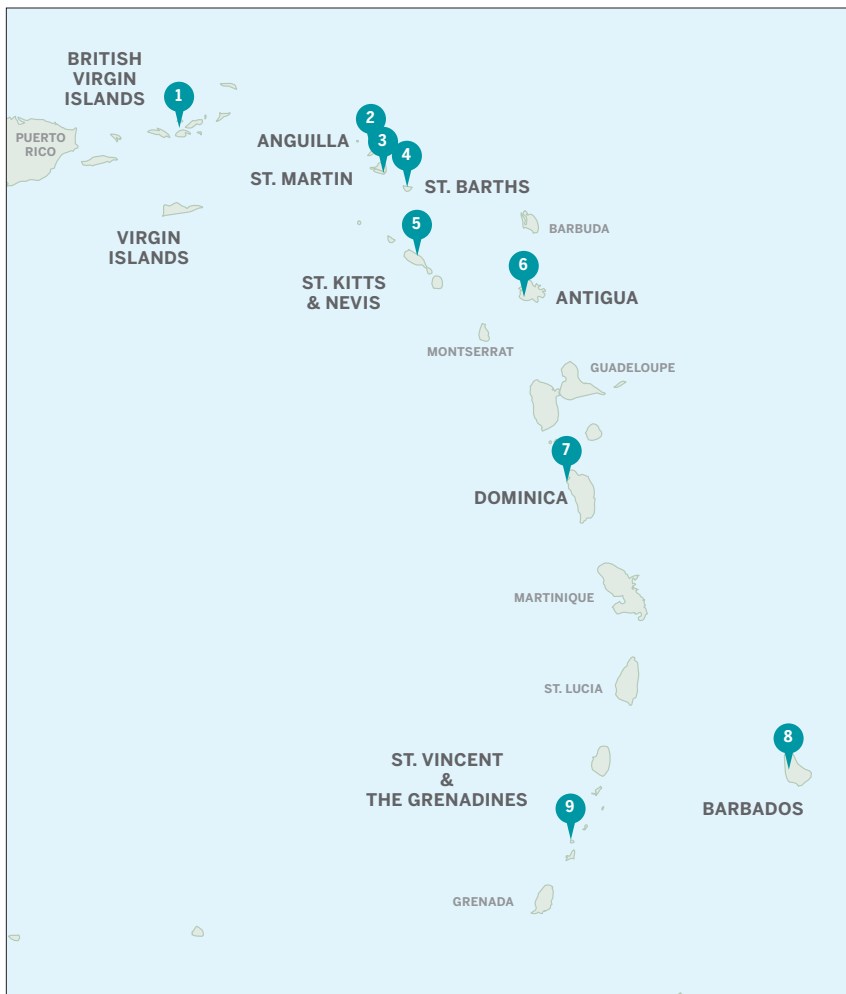 BRITISH
VIRGIN
ISLANDS
1
2
PUERTO
RICO
ANGUILLA
3
4
ST. MARTIN
ST. BARTHS
VIRGIN
ISLANDS
5
BARBUDA
6
ST. KITTS
& NEVIS
ANTIGUA
MONTSERRAT
GUADELOUPE
7
DOMINICA
MARTINIQUE
ST. LUCIA
8
ST. VINCENT
&
THE GRENADINES
9
BARBADOS
GRENADA